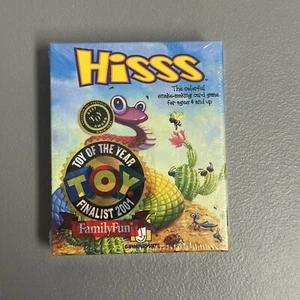 Hisss
The colorful
snake-making card game
for ages 4 and up
TOY OF THE YEAR
TOY
FINALIST 2001
FamilyFun